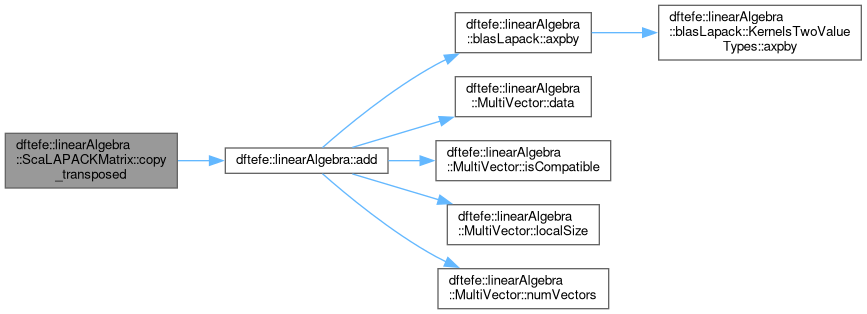 dftefe::linearAlgebra
::ScaLAPACKMatrix::copy
_transposed
dftefe::linearAlgebra::add
dftefe::linearAlgebra
::blasLapack::axpby
dftefe::linearAlgebra
::blasLapack::KernelsTwoValue
Types::axpby
dftefe::linearAlgebra
::MultiVector::data
dftefe::linearAlgebra
::MultiVector::isCompatible
dftefe::linearAlgebra
::MultiVector::localSize
dftefe::linearAlgebra
::MultiVector::numVectors